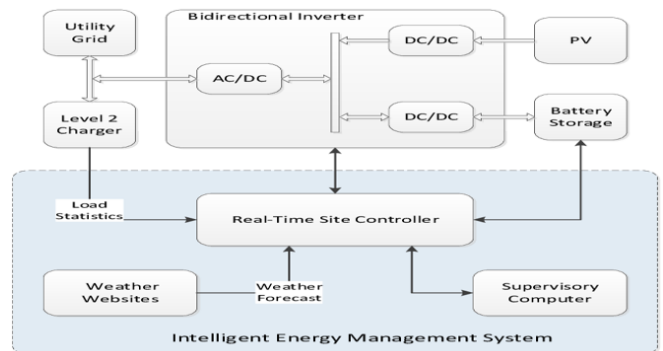 Utility
Grid
Bidirectional Inverter
DC/DC
PV
AC/DC
Level 2
Charger
DC/DC
Battery
Storage
Load
Statistics
Real-Time Site Controller
Weather
Websites
Weather
Forecast
Supervisory
Computer
Intelligent Energy Management System